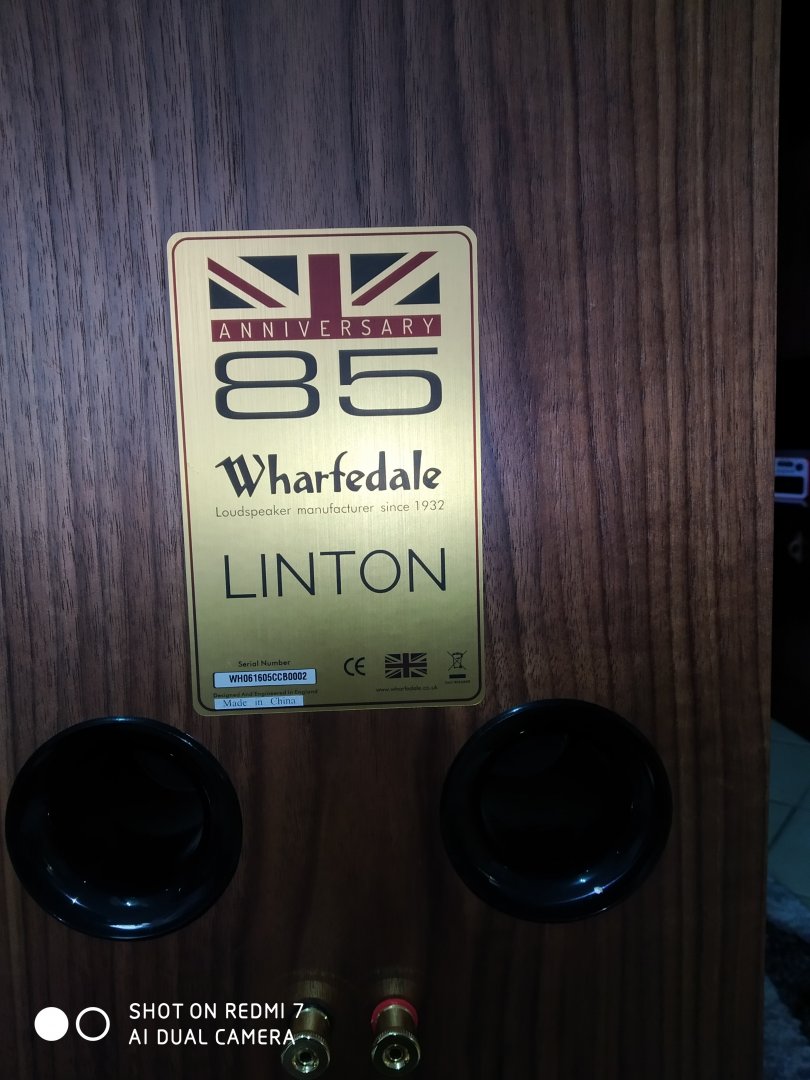 ANNIVERSARY
85
Wharfedale
Loudspeaker manufacturer since 1932
LINTON
Serial Number
WH061605CCB0002
Designed And Engineered In England
Made in China
CE
www.wharfedale.co.uk
SHOT ON REDMI 7
AI DUAL CAMERA